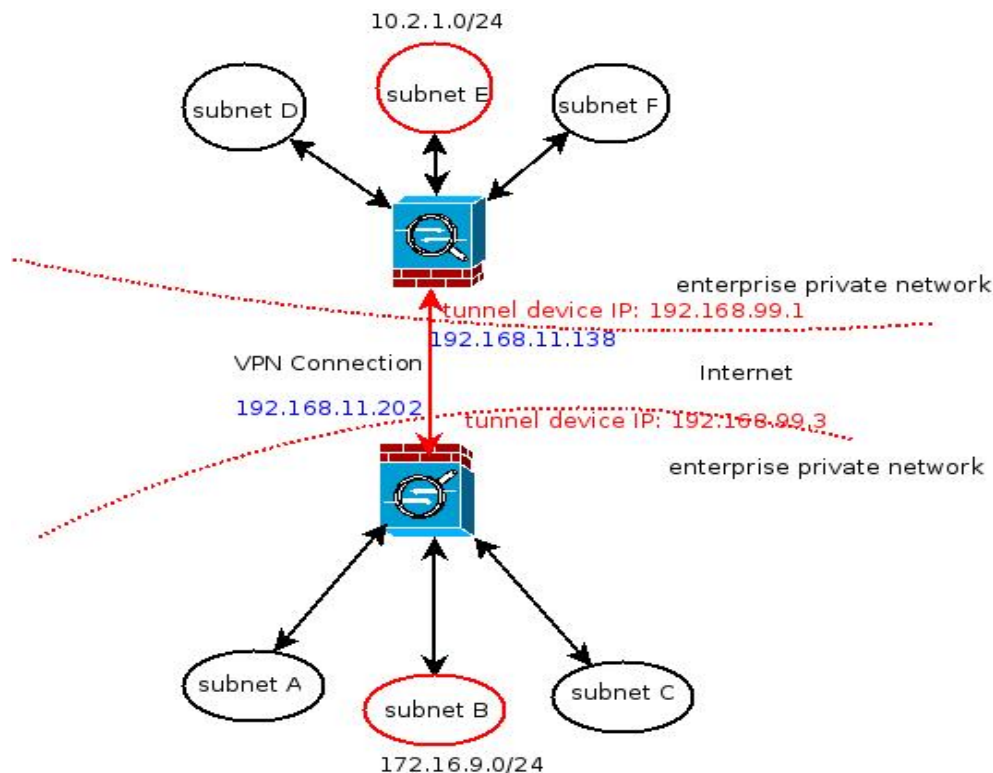 10.2.1.0/24
subnet D
subnet E
subnet F
enterprise private network
tunnel device IP: 192.168.99.1
192.168.11.138
VPN Connection
Internet
192.168.11.202
tunnel device IP: 192.168.99.3
enterprise private network
subnet A
subnet B
subnet C
172.16.9.0/24